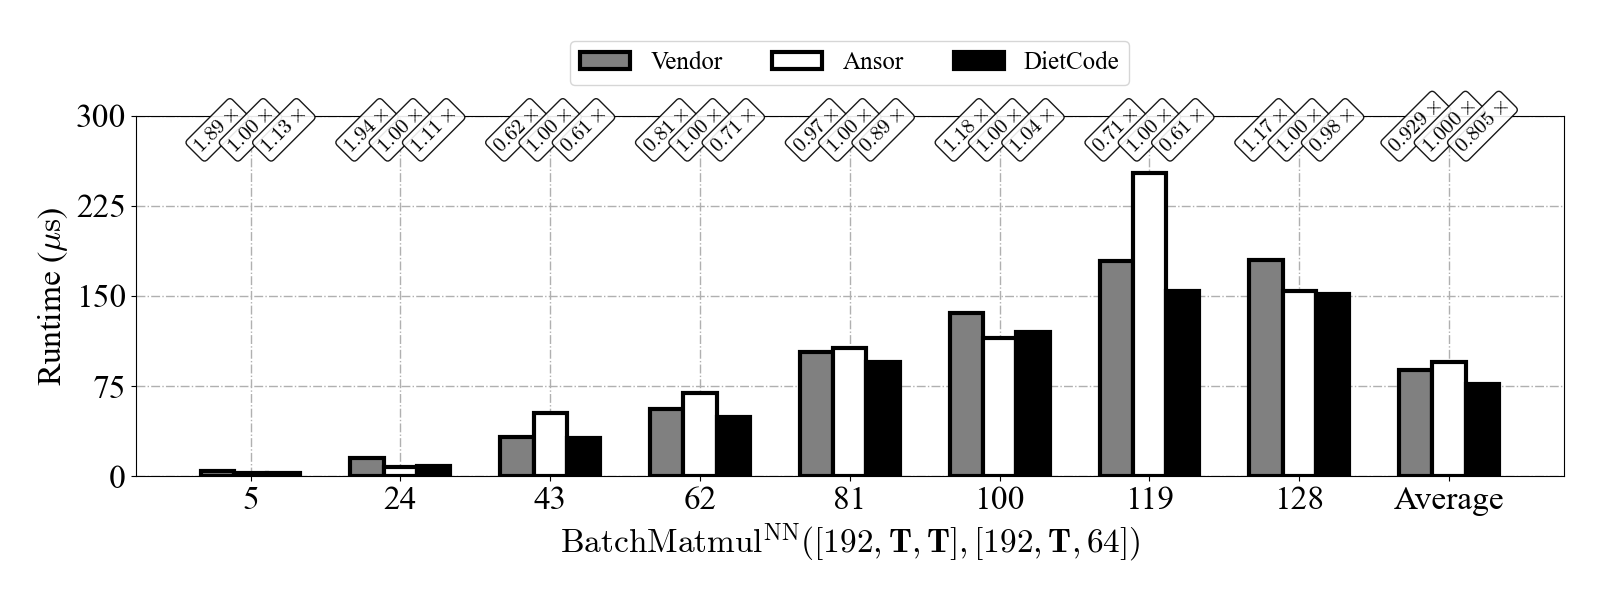 Vendor Ansor DietCode
1.89 × 1.00 × 1.13 × 1.94 × 1.00 × 1.11 × 0.62 × 1.00 × 0.61 × 0.81 × 1.00 × 0.71 × 0.97 × 1.00 × 0.89 × 1.18 × 1.00 × 1.04 × 0.71 × 1.00 × 0.61 × 1.17 × 1.00 × 0.98 × 0.929 × 1.000 × 0.805 ×
300
225
150
75
0
Runtime (μs)
5 24 43 62 81 100 119 128 Average
BatchMatmul^NN([192, T, T], [192, T, 64])